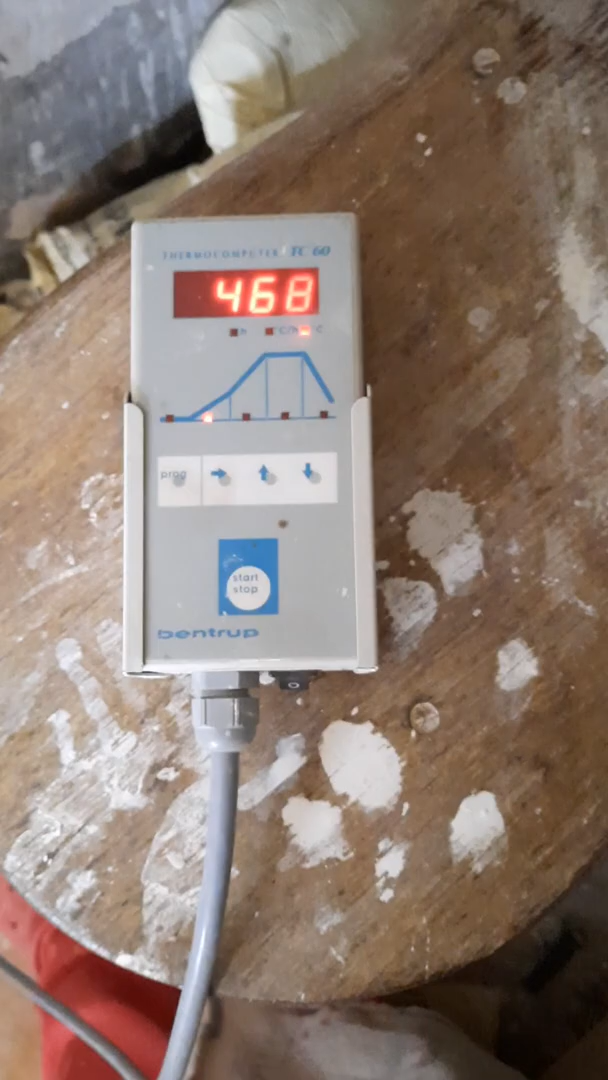 THERMOCOMPUTER TC 60
468
h °C/h °C
prog
start
stop
bentrup